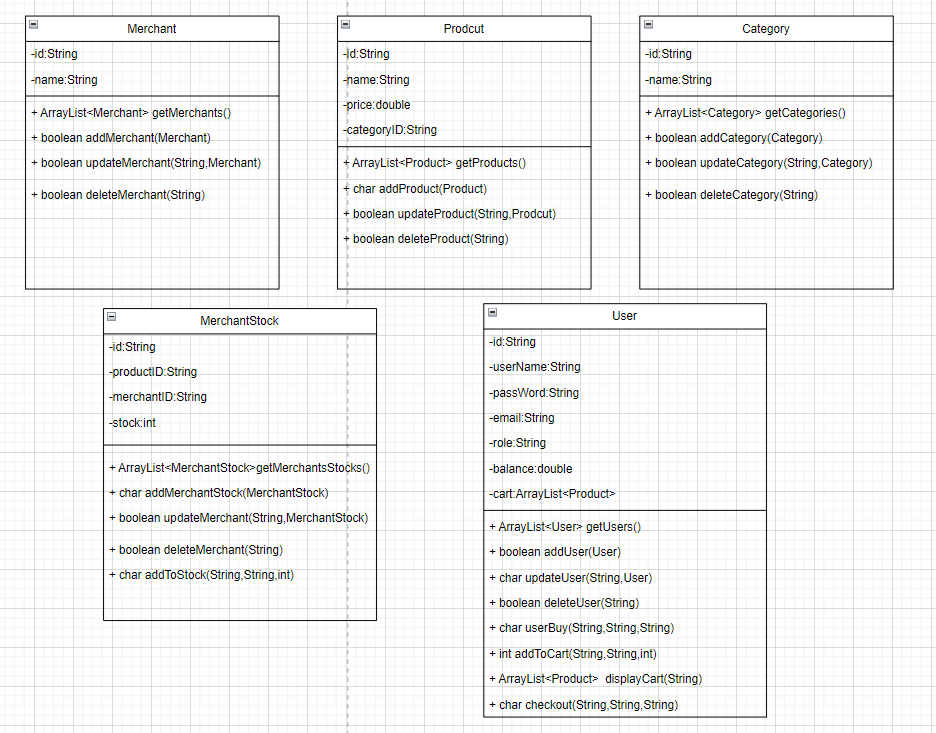 Merchant
-id:String
-name:String
+ ArrayList<Merchant> getMerchants()
+ boolean addMerchant(Merchant)
+ boolean updateMerchant(String,Merchant)
+ boolean deleteMerchant(String)
Prodcut
-id:String
-name:String
-price:double
-categoryID:String
+ ArrayList<Product> getProducts()
+ char addProduct(Product)
+ boolean updateProduct(String,Prodcut)
+ boolean deleteProduct(String)
Category
-id:String
-name:String
+ ArrayList<Category> getCategories()
+ boolean addCategory(Category)
+ boolean updateCategory(String,Category)
+ boolean deleteCategory(String)
MerchantStock
-id:String
-productID:String
-merchantID:String
-stock:int
+ ArrayList<MerchantStock>getMerchantsStocks()
+ char addMerchantStock(MerchantStock)
+ boolean updateMerchant(String,MerchantStock)
+ boolean deleteMerchant(String)
+ char addToStock(String,String,int)
User
-id:String
-userName:String
-passWord:String
-email:String
-role:String
-balance:double
-cart:ArrayList<Product>
+ ArrayList<User> getUsers()
+ boolean addUser(User)
+ char updateUser(String,User)
+ boolean deleteUser(String)
+ char userBuy(String,String,String)
+ int addToCart(String,String,int)
+ ArrayList<Product>  displayCart(String)
+ char checkout(String,String,String)